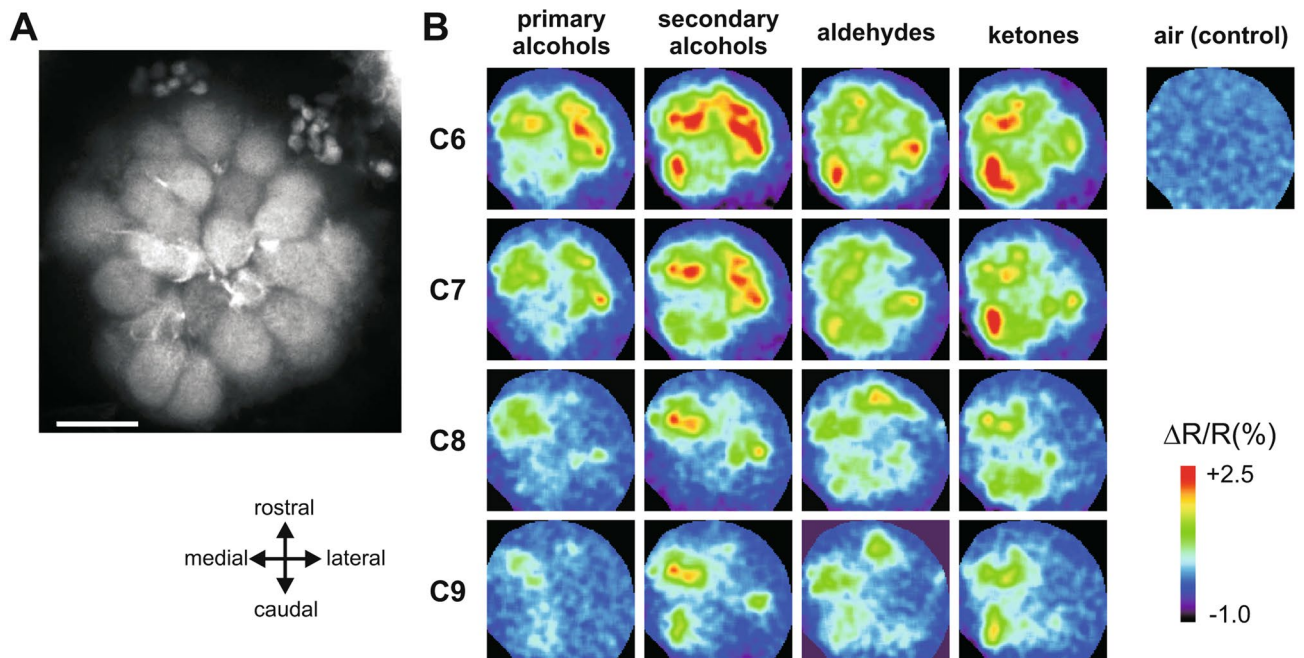 A
B
primary
alcohols
secondary
alcohols
aldehydes
ketones
air (control)
C6
C7
C8
C9
rostral
medial
lateral
caudal
ΔR/R(%)
+2.5
-1.0